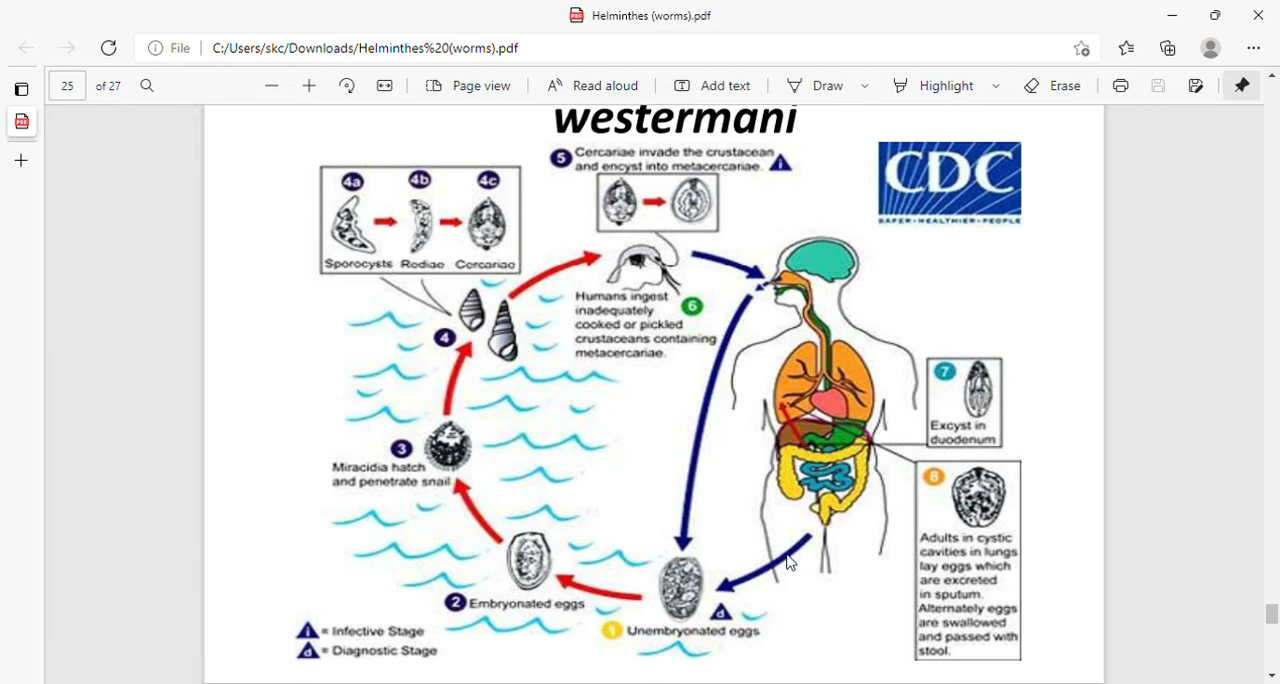 Helminthes (worms).pdf
File
C:/Users/skc/Downloads/Helminthes%20(worms).pdf
25 of 27
Page view
Read aloud
Add text
Draw
Highlight
Erase
westermani
5 Cercariae invade the crustacean
and encyst into metacercariae. i
CDC
SAFER·HEALTHIER·PEOPLE
4a 4b 4c
Sporocysts Rediae Cercariae
Humans ingest
inadequately
cooked or pickled
crustaceans containing
metacercariae.
6
4
7
Excyst in
duodenum
3
Miracidia hatch
and penetrate snail
8
Adults in cystic
cavities in lungs
lay eggs which
are excreted
in sputum.
Alternately eggs
are swallowed
and passed with
stool.
2 Embryonated eggs
d
1 Unembryonated eggs
i = Infective Stage
d = Diagnostic Stage